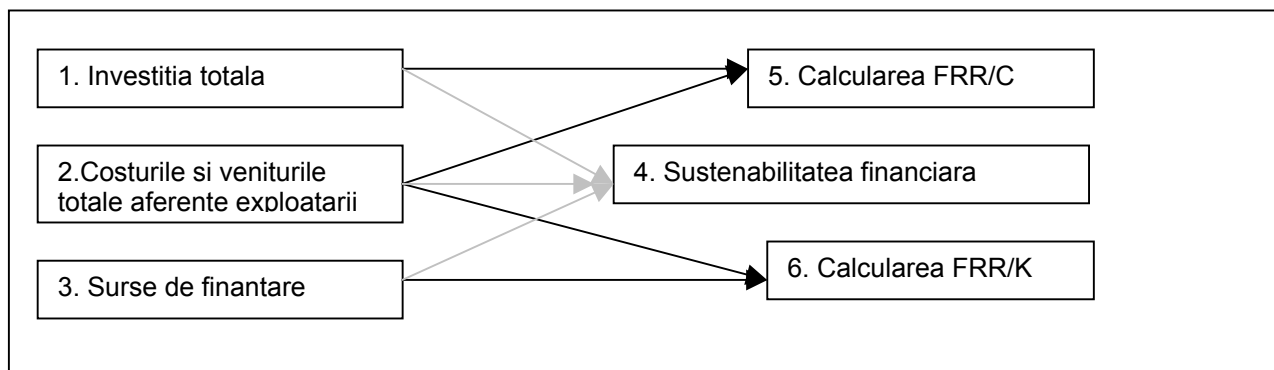 1. Investitia totala
5. Calcularea FRR/C
2.Costurile si veniturile
totale aferente exploatarii
4. Sustenabilitatea financiara
3. Surse de finantare
6. Calcularea FRR/K